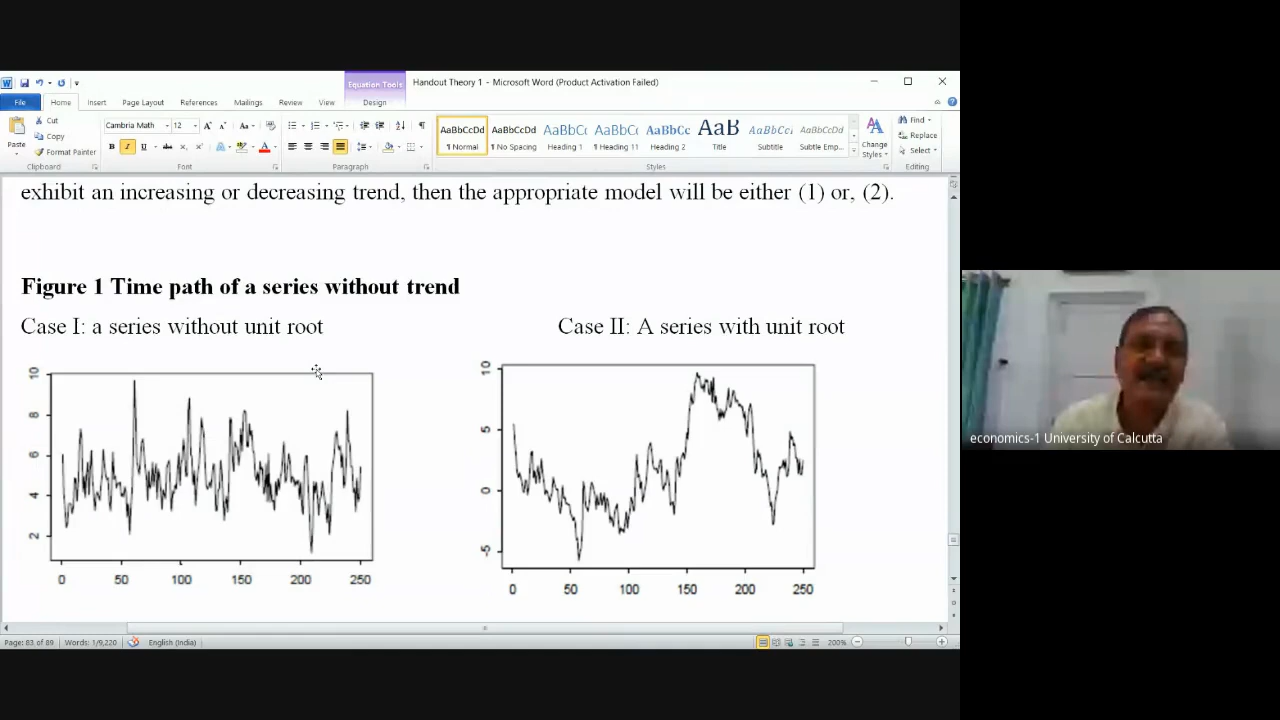 Equation Tools
Handout Theory 1 - Microsoft Word (Product Activation Failed)
File Home Insert Page Layout References Mailings Review View Design
Paste
Cut
Copy
Format Painter
Clipboard
Cambria Math 12
Font
Paragraph
AaBbCcDd AaBbCcDd AaBbCc AaBbCc AaBbCc AaB AaBbCcI AaBbCcDd
¶ Normal ¶ No Spacing Heading 1 ¶ Heading 11 Heading 2 Title Subtitle Subtle Emp...
Styles
Change Styles
Find
Replace
Select
Editing
exhibit an increasing or decreasing trend, then the appropriate model will be either (1) or, (2).
Figure 1 Time path of a series without trend
Case I: a series without unit root
Case II: A series with unit root
10
8
6
4
2
0 50 100 150 200 250
10
5
0
-5
0 50 100 150 200 250
economics-1 University of Calcutta
Page: 83 of 89 Words: 1/9,220 English (India) 200%